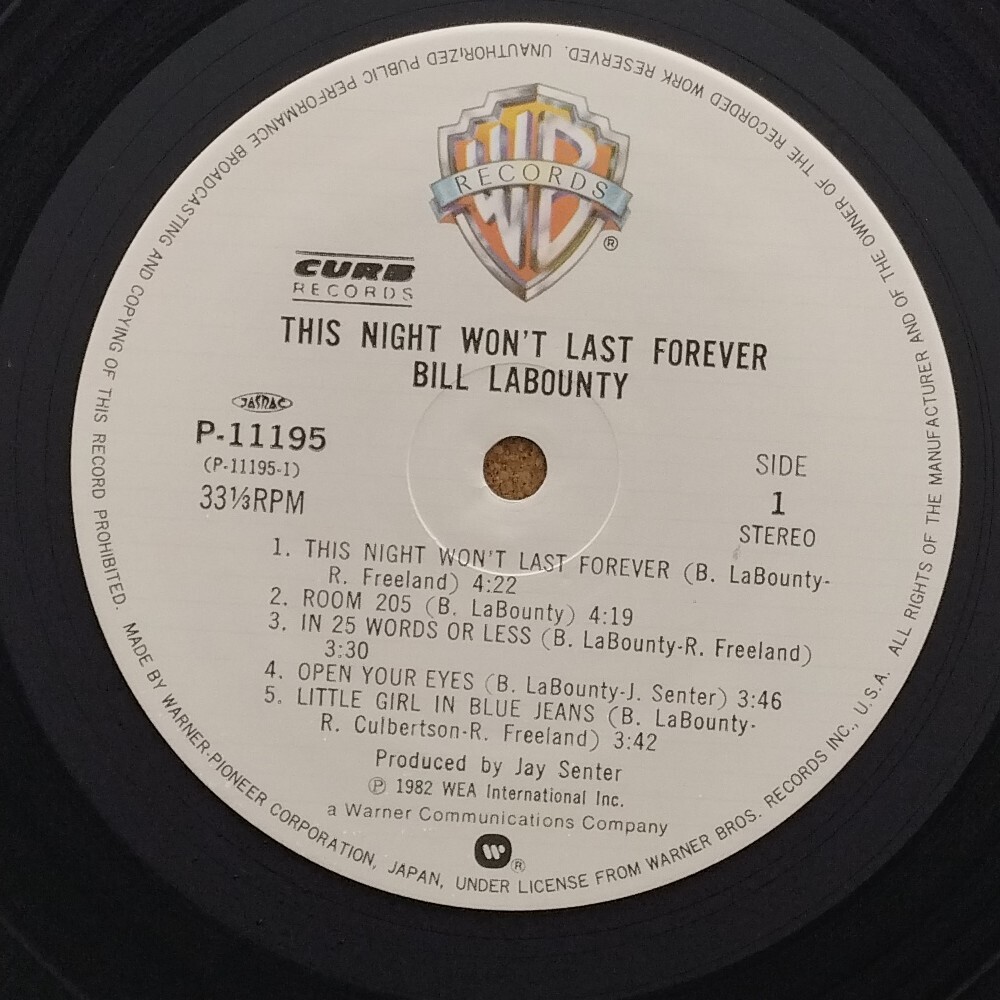 UNAUTHORIZED PUBLIC PERFORMANCE BROADCASTING AND COPYING OF THIS RECORD PROHIBITED. MADE BY WARNER-PIONEER CORPORATION, JAPAN, UNDER LICENSE FROM WARNER BROS. RECORDS INC., U.S.A. ALL RIGHTS OF THE MANUFACTURER AND OF THE OWNER OF THE RECORDED WORK RESERVED.
WB
RECORDS
®
CURB
RECORDS
THIS NIGHT WON'T LAST FOREVER
BILL LABOUNTY
JASRAC
P-11195
(P-11195-1)
33⅓RPM
SIDE
1
STEREO
1. THIS NIGHT WON'T LAST FOREVER (B. LaBounty-
R. Freeland) 4:22
2. ROOM 205 (B. LaBounty) 4:19
3. IN 25 WORDS OR LESS (B. LaBounty-R. Freeland)
3:30
4. OPEN YOUR EYES (B. LaBounty-J. Senter) 3:46
5. LITTLE GIRL IN BLUE JEANS (B. LaBounty-
R. Culbertson-R. Freeland) 3:42
Produced by Jay Senter
℗ 1982 WEA International Inc.
a Warner Communications Company
®